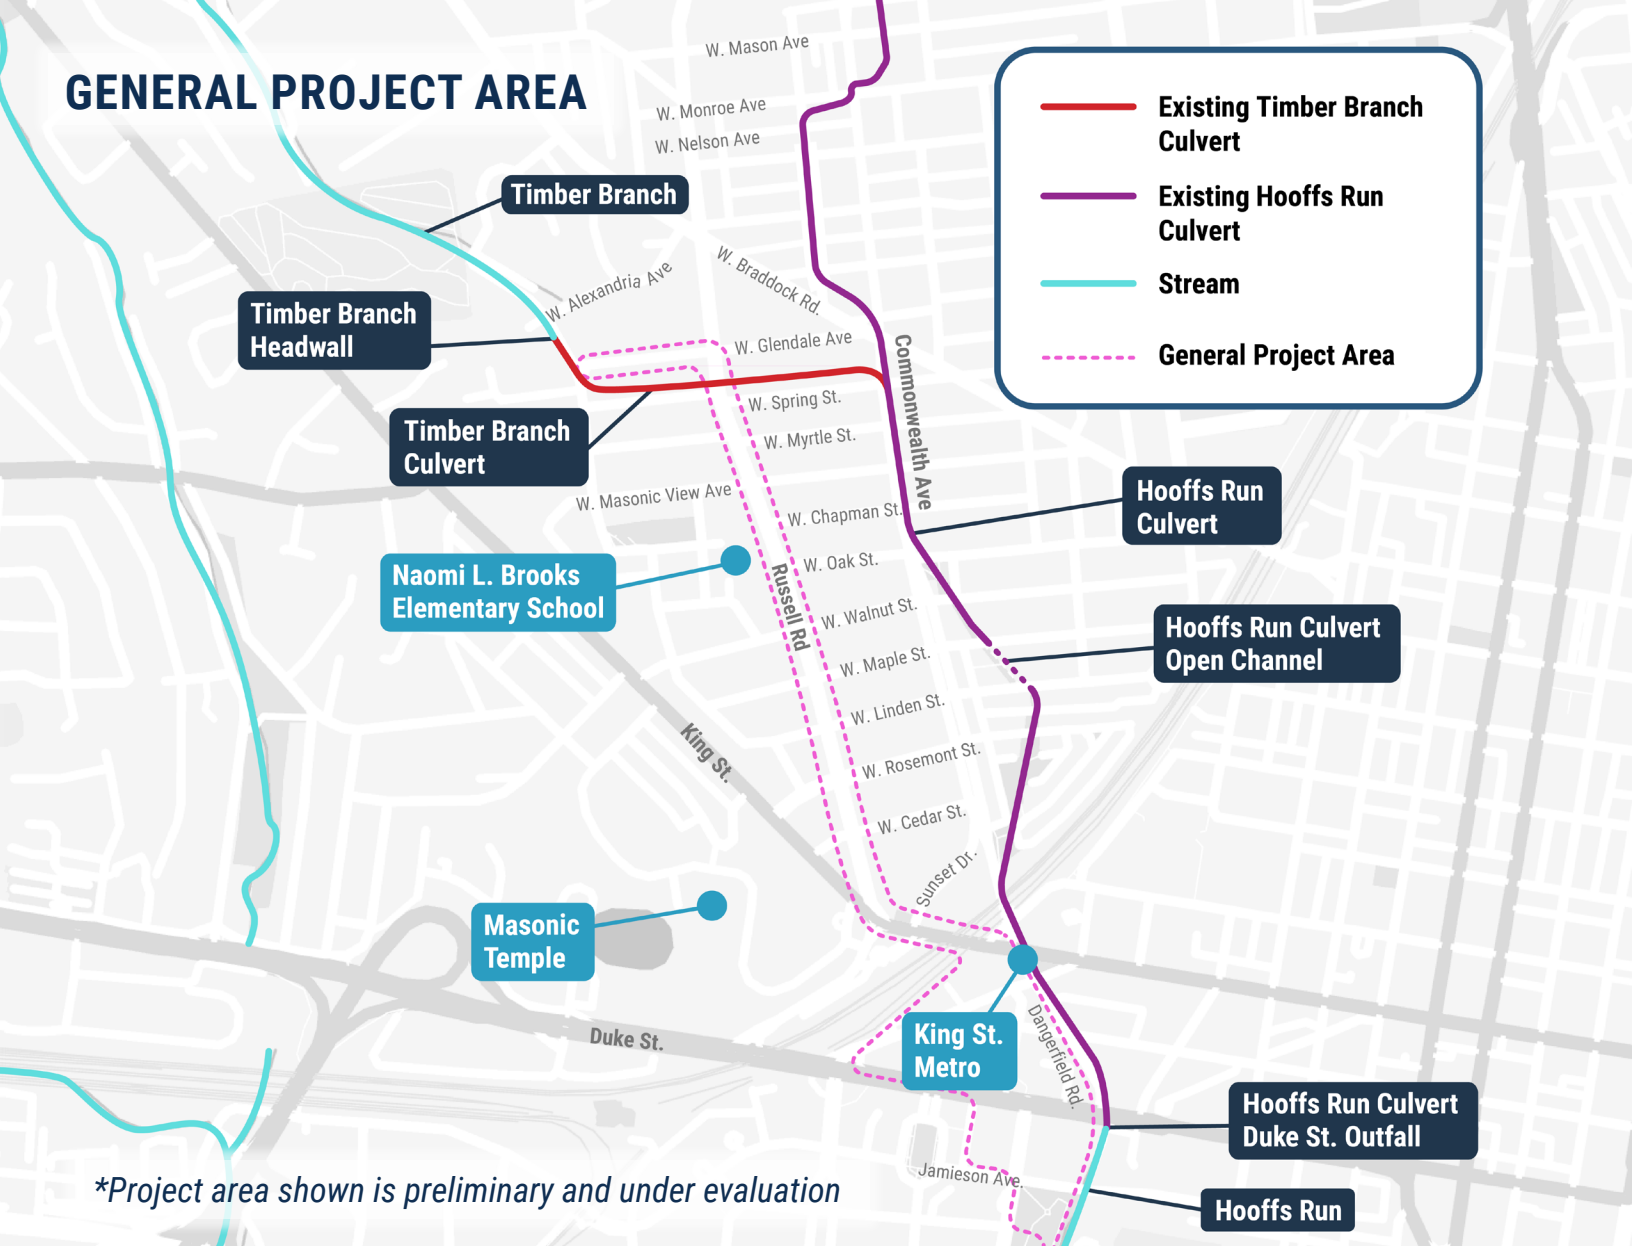 GENERAL PROJECT AREA
W. Mason Ave
W. Monroe Ave
W. Nelson Ave
Existing Timber Branch
Culvert
Existing Hooffs Run
Culvert
Stream
General Project Area
Timber Branch
W. Alexandria Ave
W. Braddock Rd.
Timber Branch
Headwall
W. Glendale Ave
Commonwealth Ave
W. Spring St.
Timber Branch
Culvert
W. Myrtle St.
W. Masonic View Ave
W. Chapman St.
Hooffs Run
Culvert
W. Oak St.
Naomi L. Brooks
Elementary School
Russell Rd
W. Walnut St.
Hooffs Run Culvert
Open Channel
W. Maple St.
W. Linden St.
King St.
W. Rosemont St.
W. Cedar St.
Sunset Dr.
Masonic
Temple
King St.
Metro
Dangerfield Rd.
Duke St.
Hooffs Run Culvert
Duke St. Outfall
Jamieson Ave.
Hooffs Run
*Project area shown is preliminary and under evaluation